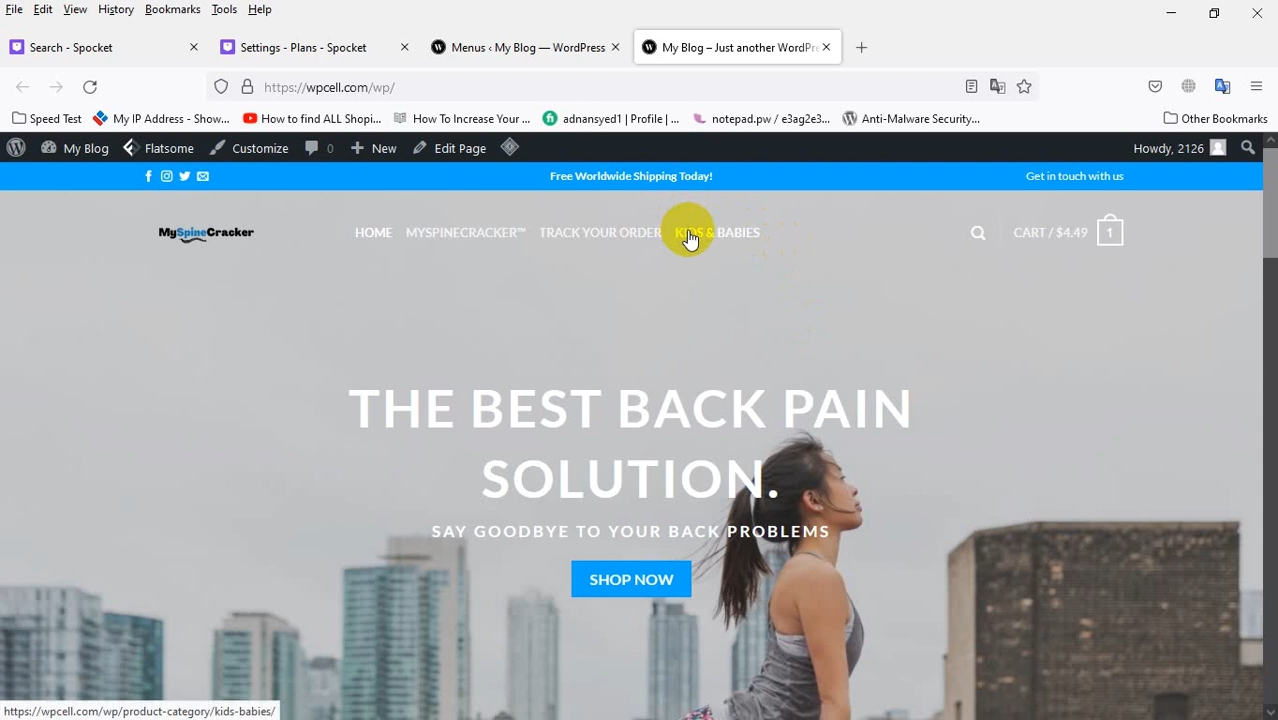 File Edit View History Bookmarks Tools Help
Search - Spocket
Settings - Plans - Spocket
Menus ‹ My Blog — WordPress
My Blog – Just another WordPre
https://wpcell.com/wp/
Speed Test
My IP Address - Show...
How to find ALL Shopi...
How To Increase Your ...
adnansyed1 | Profile | ...
notepad.pw / e3ag2e3...
Anti-Malware Security...
Other Bookmarks
My Blog
Flatsome
Customize
0
New
Edit Page
Howdy, 2126
Free Worldwide Shipping Today!
Get in touch with us
MySpineCracker
HOME
MYSPINECRACKER™
TRACK YOUR ORDER
KIDS & BABIES
CART / $4.49
1
THE BEST BACK PAIN
SOLUTION.
SAY GOODBYE TO YOUR BACK PROBLEMS
SHOP NOW
https://wpcell.com/wp/product-category/kids-babies/